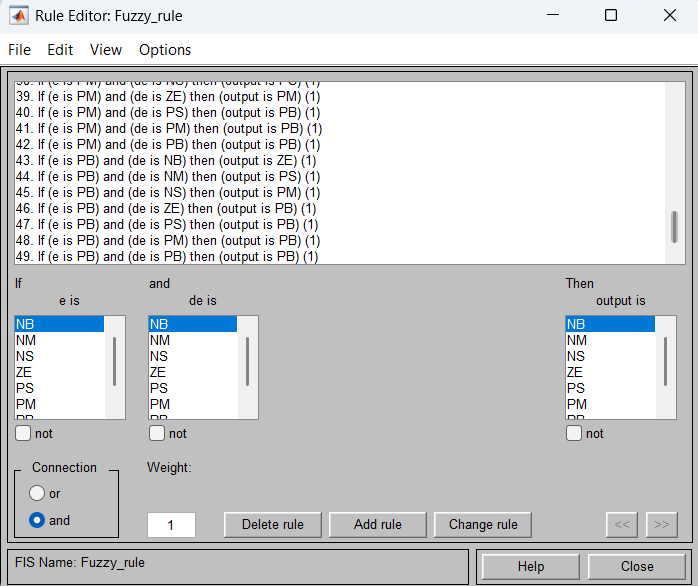 Rule Editor: Fuzzy_rule
File Edit View Options
39. If (e is PM) and (de is ZE) then (output is PM) (1)
40. If (e is PM) and (de is PS) then (output is PB) (1)
41. If (e is PM) and (de is PM) then (output is PB) (1)
42. If (e is PM) and (de is PB) then (output is PB) (1)
43. If (e is PB) and (de is NB) then (output is ZE) (1)
44. If (e is PB) and (de is NM) then (output is PS) (1)
45. If (e is PB) and (de is NS) then (output is PM) (1)
46. If (e is PB) and (de is ZE) then (output is PB) (1)
47. If (e is PB) and (de is PS) then (output is PB) (1)
48. If (e is PB) and (de is PM) then (output is PB) (1)
49. If (e is PB) and (de is PB) then (output is PB) (1)
If and Then
e is de is output is
NB NB NB
NM NM NM
NS NS NS
ZE ZE ZE
PS PS PS
PM PM PM
not not not
Connection Weight:
or
and 1 Delete rule Add rule Change rule << >>
FIS Name: Fuzzy_rule Help Close